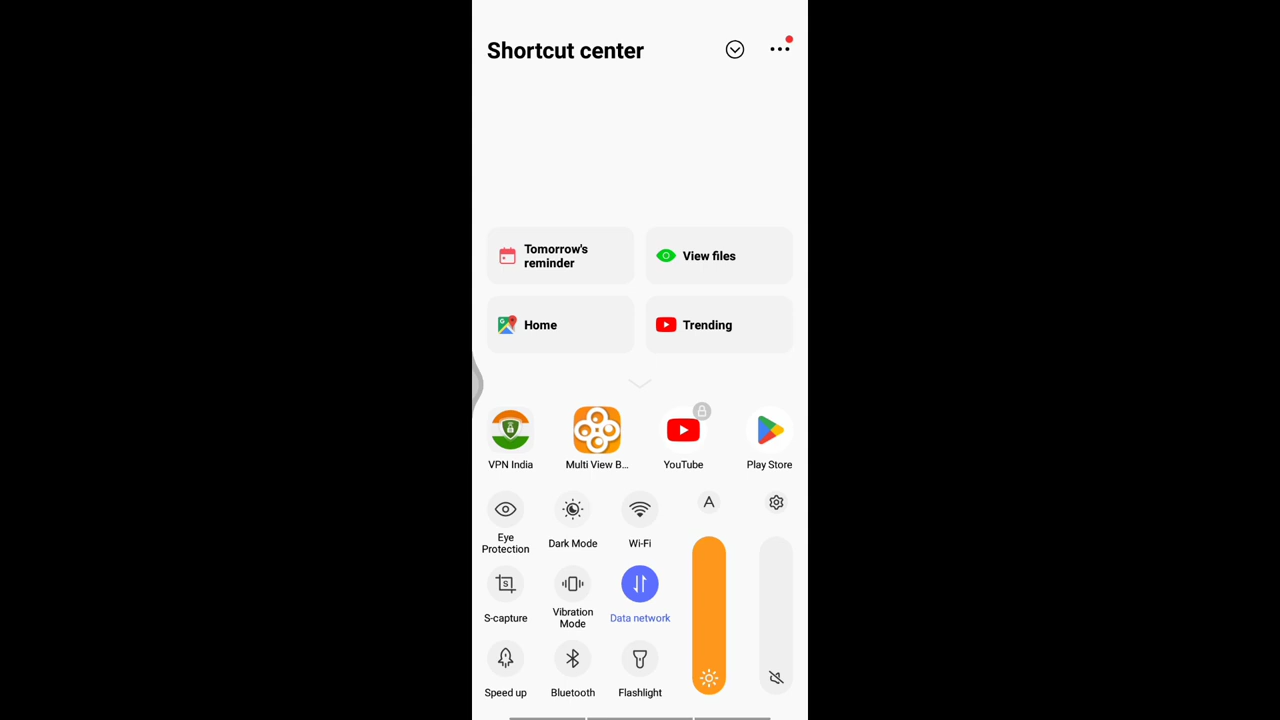 Shortcut center
Tomorrow's
reminder
View files
Home
Trending
VPN India
Multi View B...
YouTube
Play Store
A
Eye
Protection
Dark Mode
Wi-Fi
S
S-capture
Vibration
Mode
Data network
Speed up
Bluetooth
Flashlight